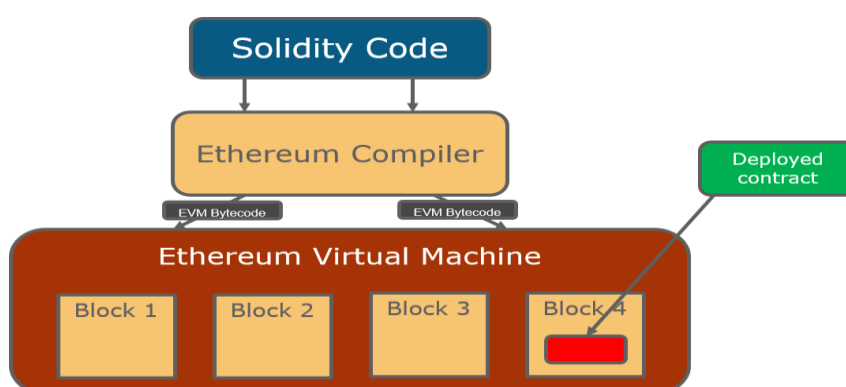 Solidity Code
Ethereum Compiler
Deployed
contract
EVM Bytecode
EVM Bytecode
Ethereum Virtual Machine
Block 1
Block 2
Block 3
Block 4